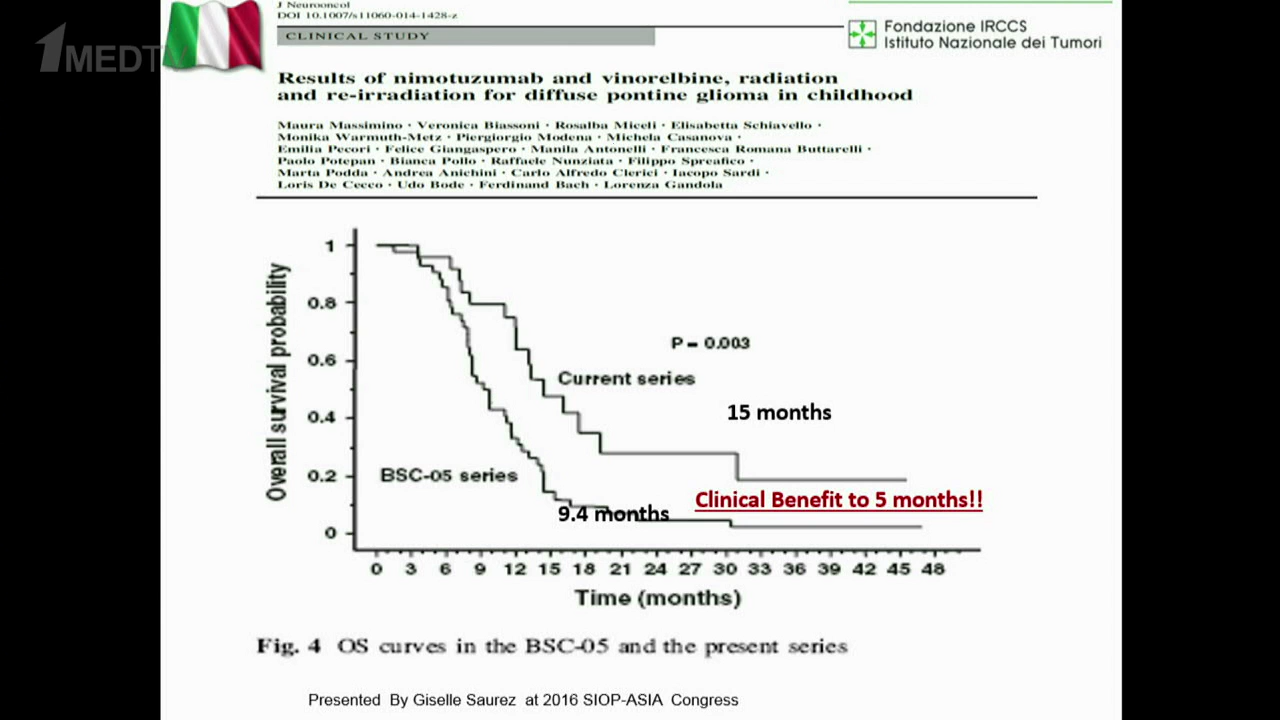 J Neurooncol
DOI 10.1007/s11060-014-1428-z
CLINICAL STUDY
Fondazione IRCCS
Istituto Nazionale dei Tumori
1MEDTV
Results of nimotuzumab and vinorelbine, radiation
and re-irradiation for diffuse pontine glioma in childhood
Maura Massimino · Veronica Biassoni · Rosalba Miceli · Elisabetta Schiavello ·
Monika Warmuth-Metz · Piergiorgio Modena · Michela Casanova ·
Emilia Pecori · Felice Giangaspero · Manila Antonelli · Francesca Romana Buttarelli ·
Paolo Potepan · Bianca Pollo · Raffaele Nunziata · Filippo Spreafico ·
Marta Podda · Andrea Anichini · Carlo Alfredo Clerici · Iacopo Sardi ·
Loris De Cecco · Udo Bode · Ferdinand Bach · Lorenza Gandola
Overall survival probability
1
0.8
0.6
0.4
0.2
0
P = 0.003
Current series
15 months
BSC-05 series
Clinical Benefit to 5 months!!
9.4 months
0 3 6 9 12 15 18 21 24 27 30 33 36 39 42 45 48
Time (months)
Fig. 4 OS curves in the BSC-05 and the present series
Presented By Giselle Saurez at 2016 SIOP-ASIA Congress